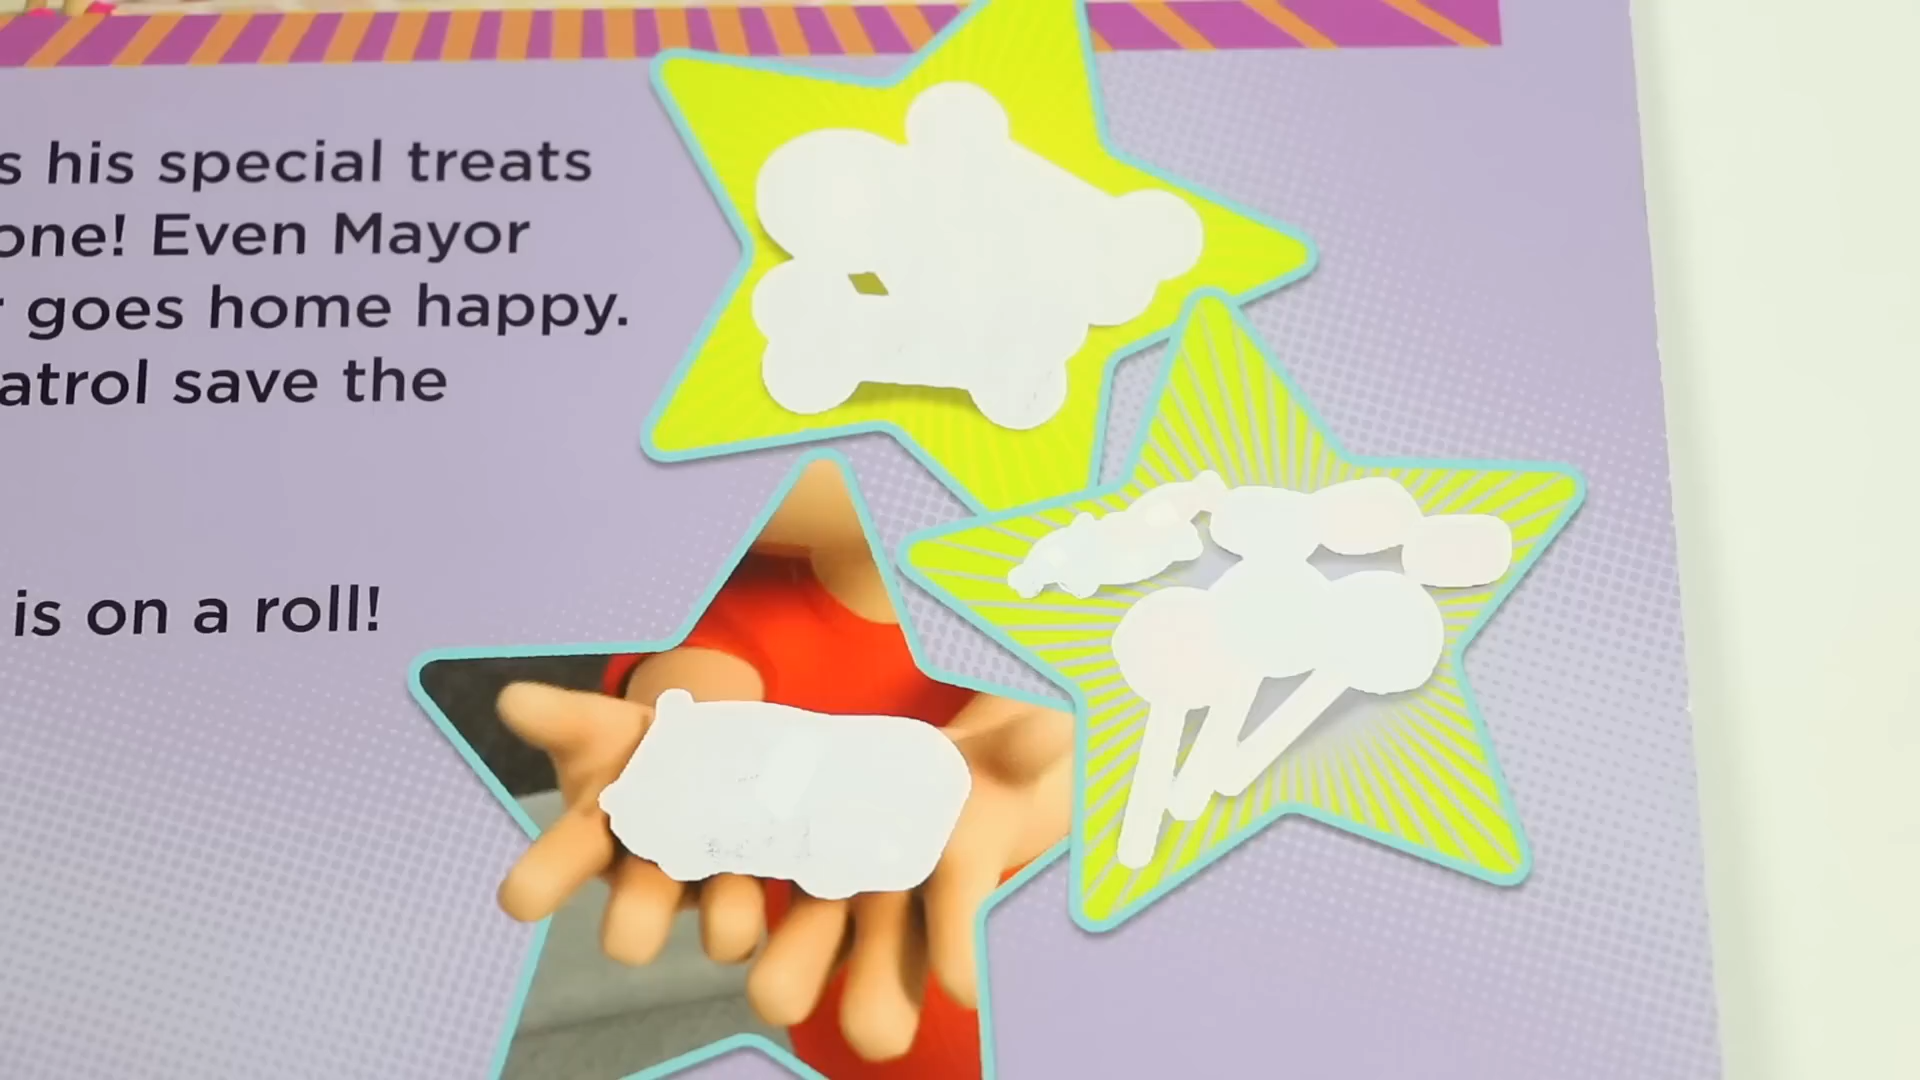 s his special treats
one! Even Mayor
r goes home happy.
atrol save the
is on a roll!